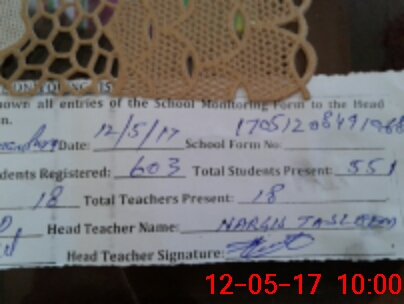 own all entries of the School Monitoring Form to the Head
Date: 12/5/17 School Form No:
dents Registered: 603 Total Students Present: 551
18 Total Teachers Present: 18
Head Teacher Name: NARGIS TASLEEM
Head Teacher Signature:
12-05-17 10:00